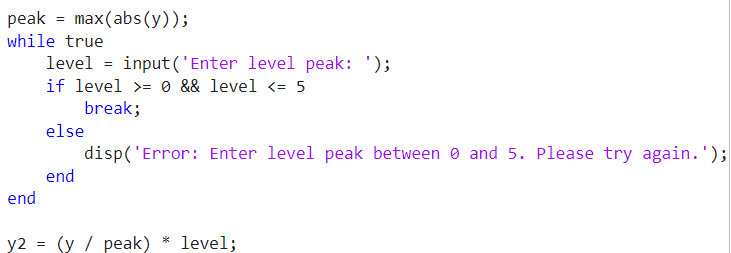 peak = max(abs(y));
while true
    level = input('Enter level peak: ');
    if level >= 0 && level <= 5
        break;
    else
        disp('Error: Enter level peak between 0 and 5. Please try again.');
    end
end

y2 = (y / peak) * level;